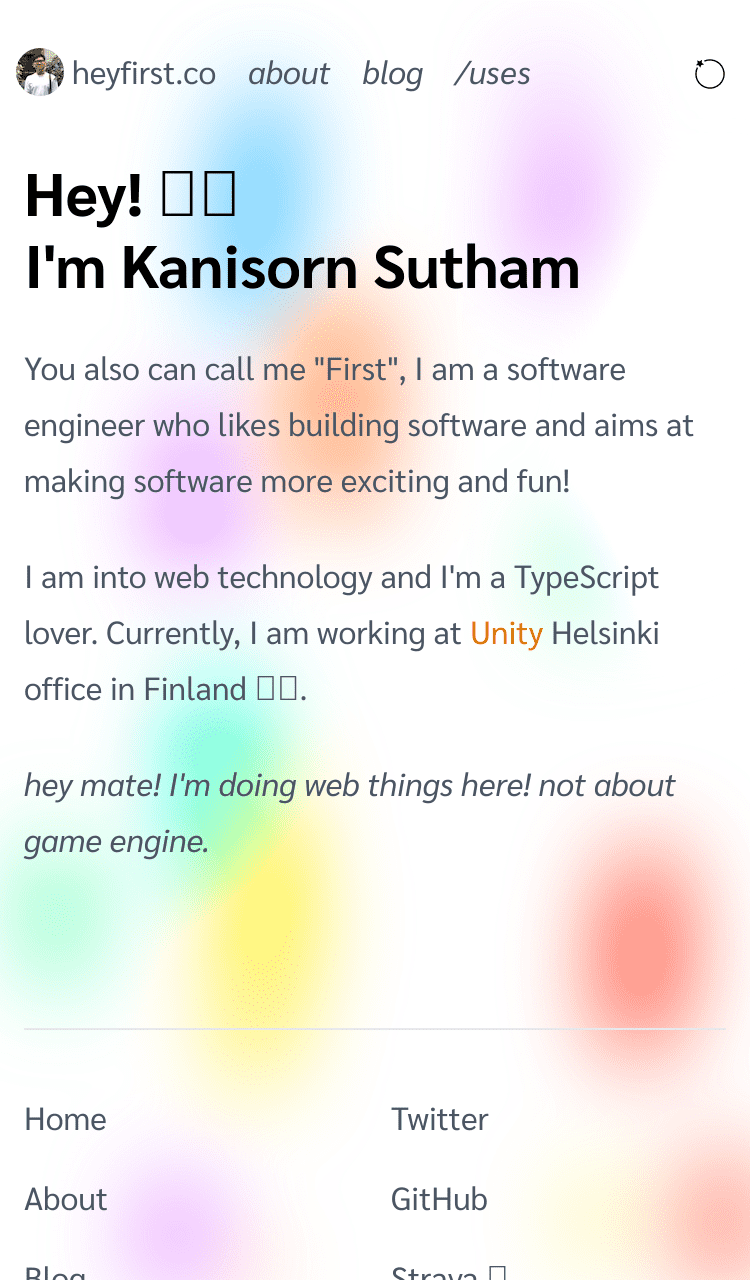 heyfirst.co about blog /uses
Hey!
I'm Kanisorn Sutham
You also can call me "First", I am a software
engineer who likes building software and aims at
making software more exciting and fun!
I am into web technology and I'm a TypeScript
lover. Currently, I am working at Unity Helsinki
office in Finland .
hey mate! I'm doing web things here! not about
game engine.
Home
Twitter
About
GitHub
Blog
Strava